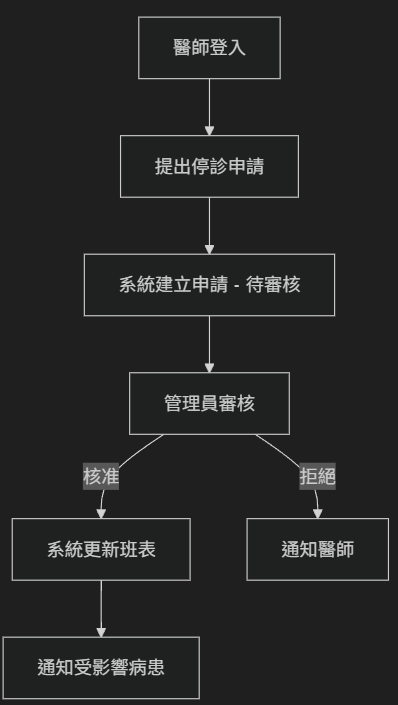 醫師登入
提出停診申請
系統建立申請 - 待審核
管理員審核
核准
拒絕
系統更新班表
通知醫師
通知受影響病患